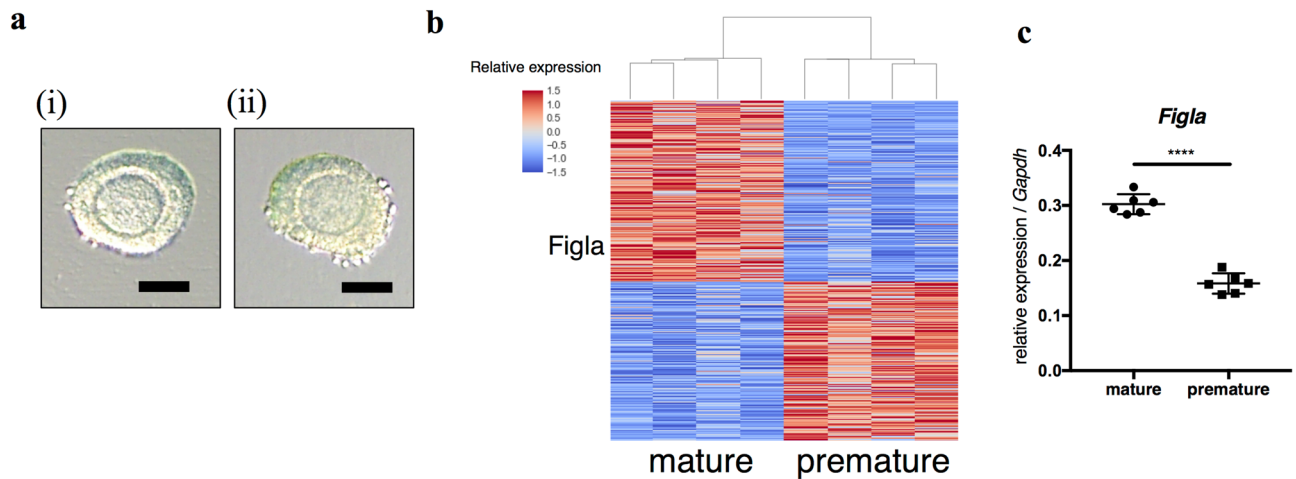 a
(i)
(ii)
b
Relative expression
1.5
1.0
0.5
0.0
−0.5
−1.0
−1.5
Figla
mature
premature
c
Figla
****
relative expression / Gapdh
0.4
0.3
0.2
0.1
0.0
mature
premature